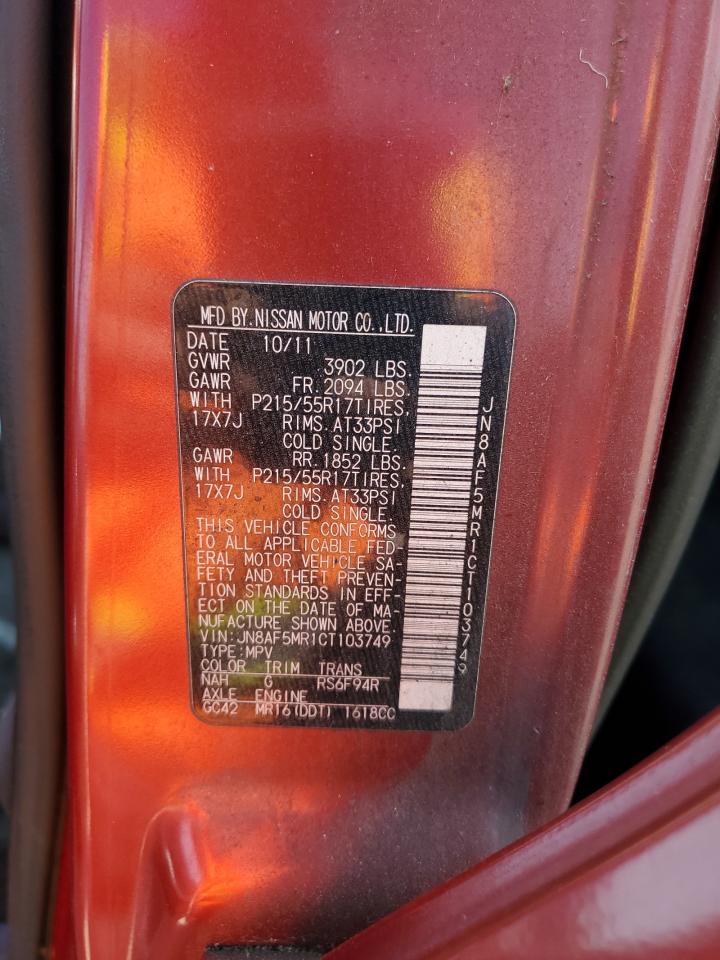 MFD BY.NISSAN MOTOR CO.,LTD.
DATE 10/11
GVWR 3902 LBS.
GAWR FR.2094 LBS.
WITH P215/55R17TIRES,
17X7J RIMS.AT33PSI
COLD SINGLE.
GAWR RR.1852 LBS.
WITH P215/55R17TIRES,
17X7J RIMS.AT33PSI
COLD SINGLE.
THIS VEHICLE CONFORMS
TO ALL APPLICABLE FED-
ERAL MOTOR VEHICLE SA-
FETY AND THEFT PREVEN-
TION STANDARDS IN EFF-
ECT ON THE DATE OF MA-
NUFACTURE SHOWN ABOVE.
VIN:JN8AF5MR1CT103749
TYPE:MPV
COLOR TRIM TRANS
NAH G RS6F94R
AXLE ENGINE
GC42 MR16(DDT) 1618CC
JN8AF5MR1CT103749